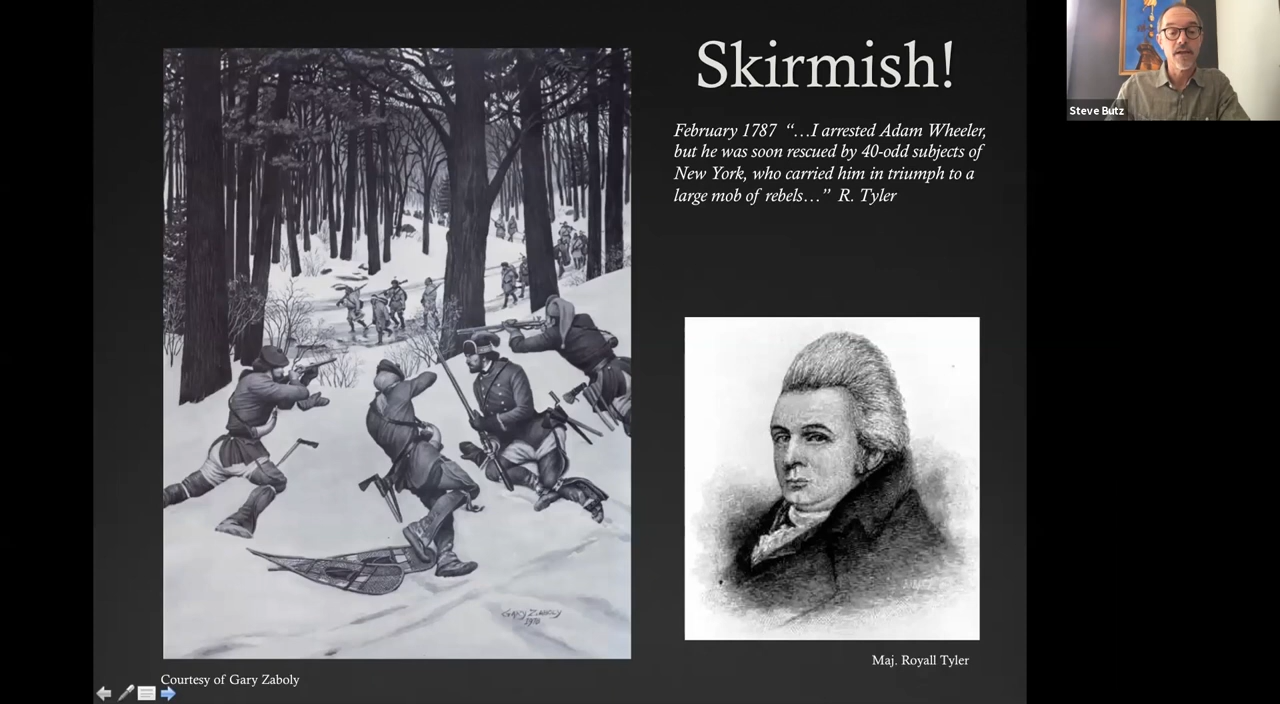 Skirmish!
February 1787 “…I arrested Adam Wheeler,
but he was soon rescued by 40-odd subjects of
New York, who carried him in triumph to a
large mob of rebels…” R. Tyler
Steve Butz
Gary Zaboly
Maj. Royall Tyler
Courtesy of Gary Zaboly